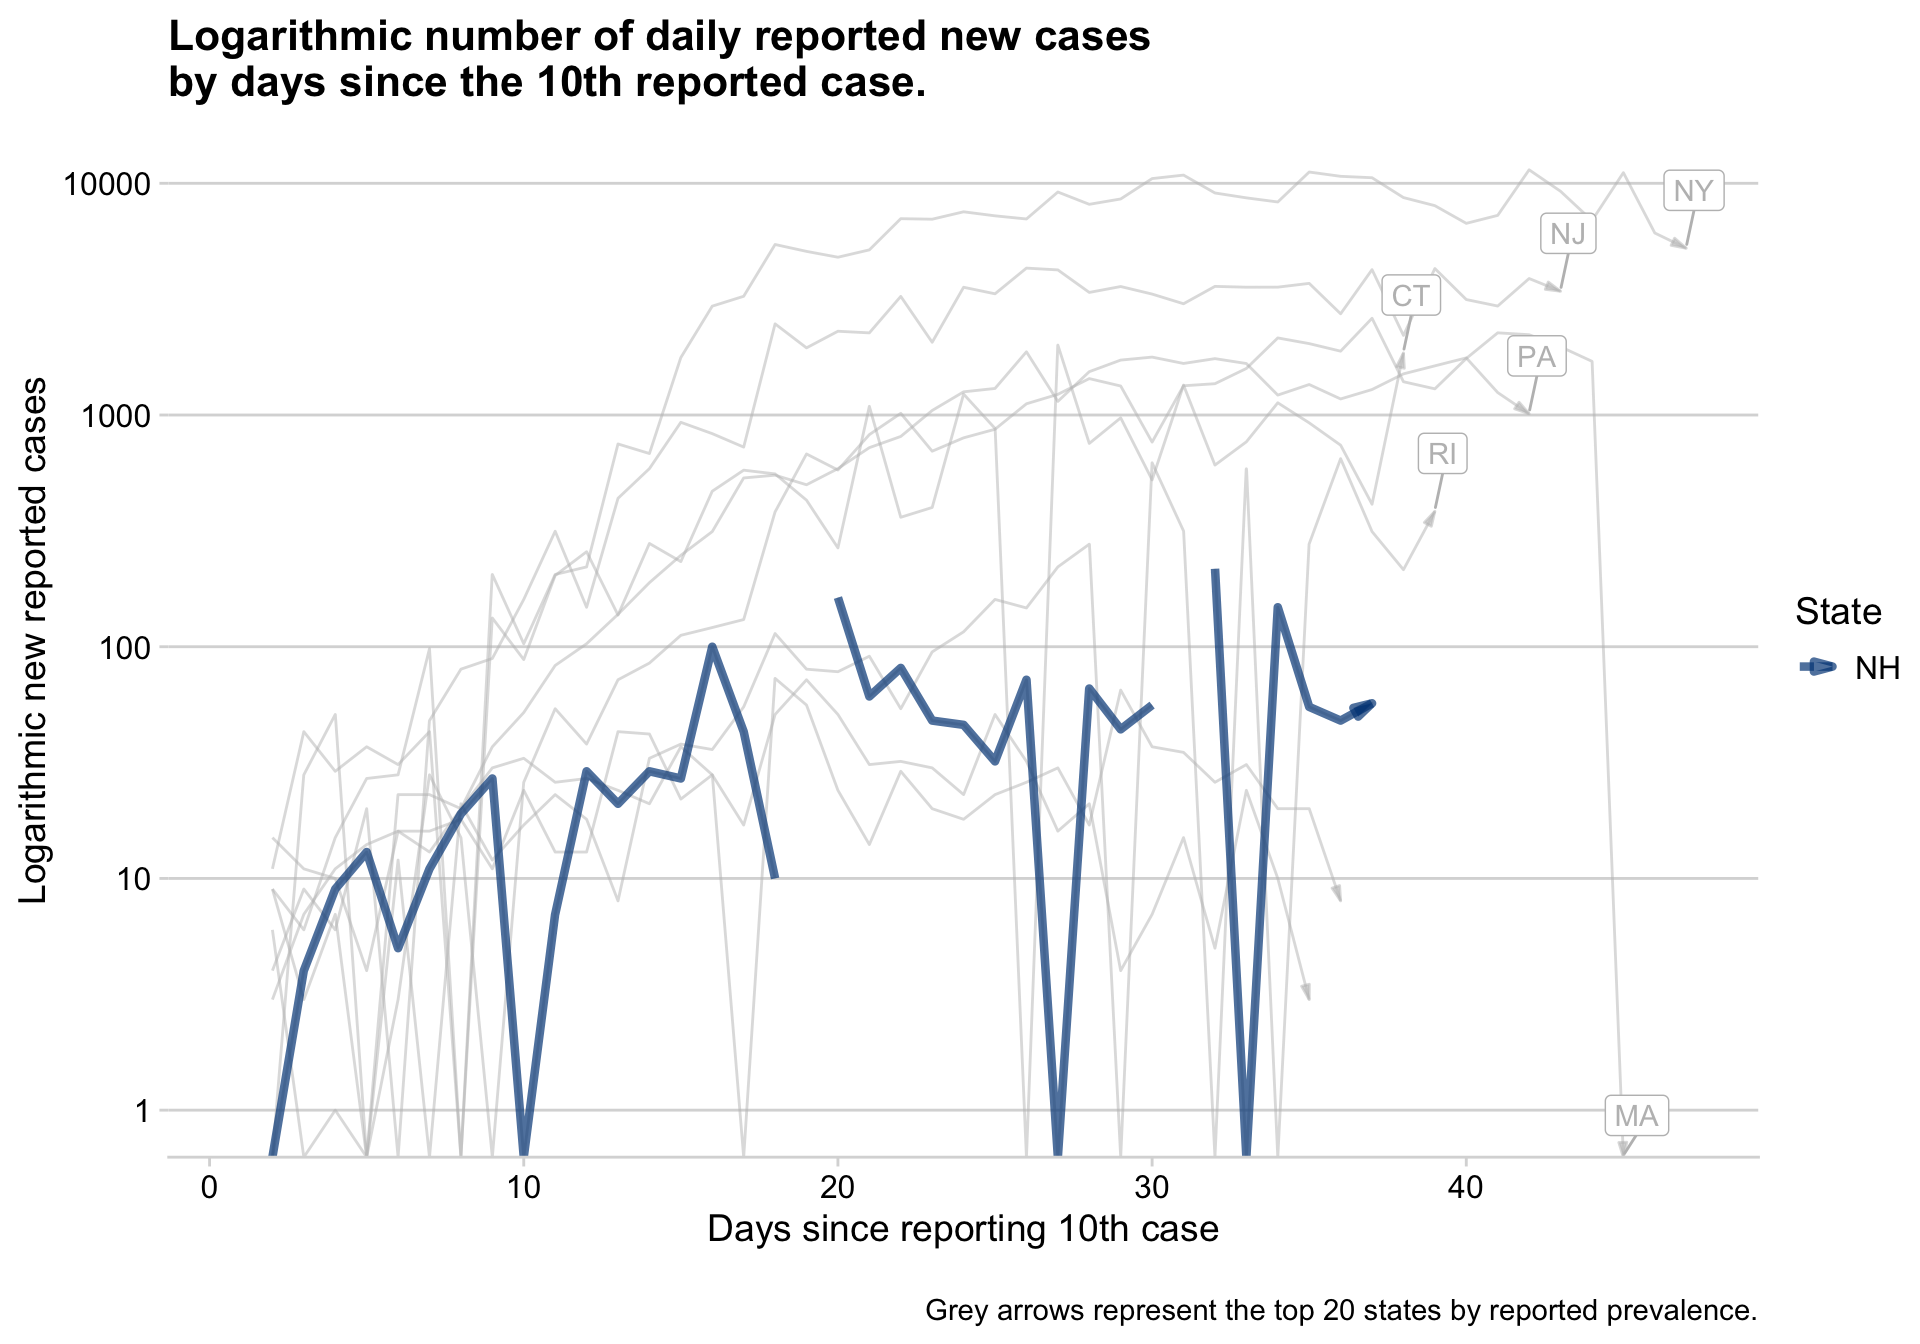 Logarithmic number of daily reported new cases
by days since the 10th reported case.
Logarithmic new reported cases
10000
1000
100
10
1
NY
NJ
CT
PA
RI
MA
State
NH
0 10 20 30 40
Days since reporting 10th case
Grey arrows represent the top 20 states by reported prevalence.